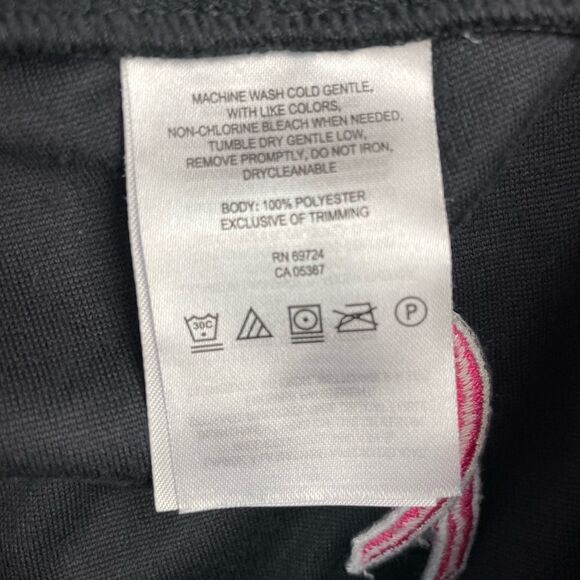 MACHINE WASH COLD GENTLE,
WITH LIKE COLORS,
NON-CHLORINE BLEACH WHEN NEEDED,
TUMBLE DRY GENTLE LOW,
REMOVE PROMPTLY, DO NOT IRON,
DRYCLEANABLE
BODY: 100% POLYESTER
EXCLUSIVE OF TRIMMING
RN 69724
CA 05367
30C P